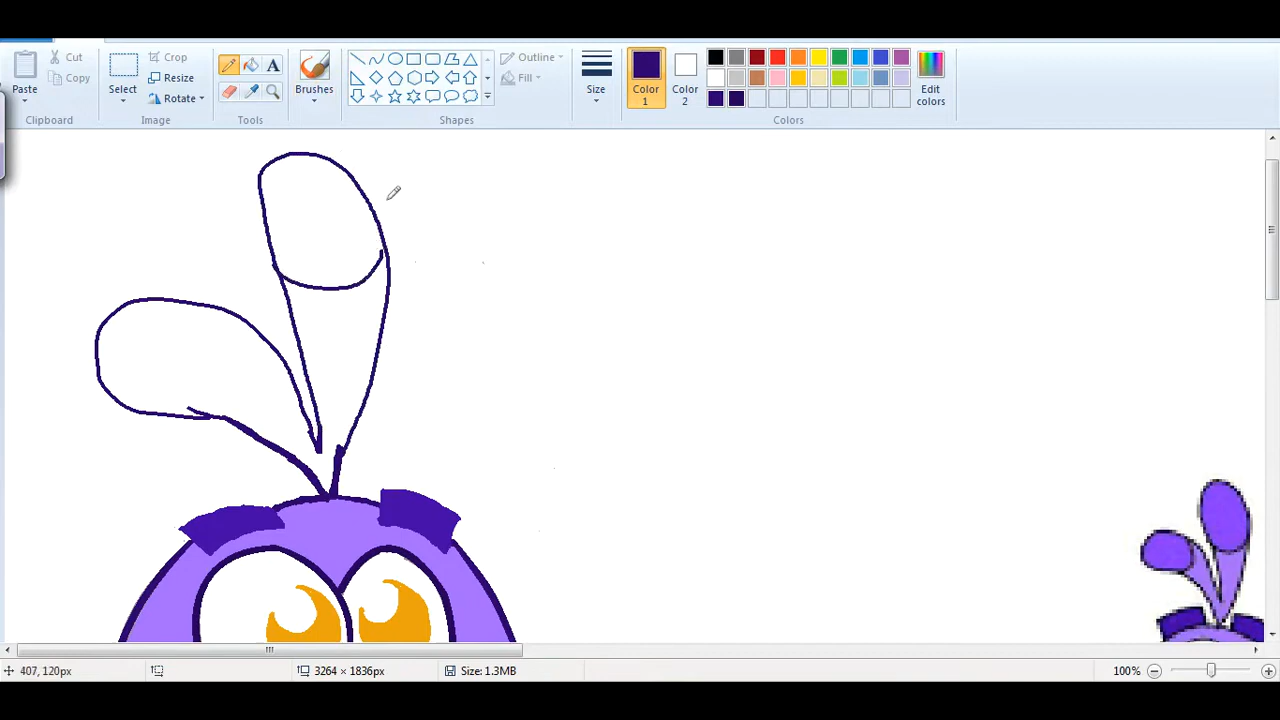 Paste
Cut
Copy
Clipboard
Select
Crop
Resize
Rotate
Image
A
Tools
Brushes
Shapes
Outline
Fill
Size
Color 1
Color 2
Edit colors
Colors
407, 120px
3264 × 1836px
Size: 1.3MB
100%